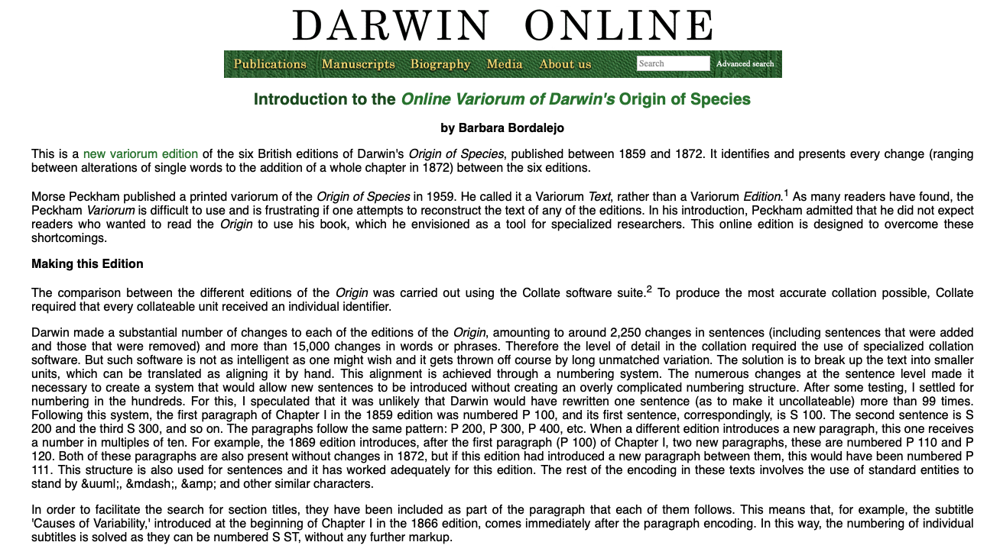 DARWIN ONLINE
Publications Manuscripts Biography Media About us Search Advanced search
Introduction to the Online Variorum of Darwin's Origin of Species
by Barbara Bordalejo
This is a new variorum edition of the six British editions of Darwin's Origin of Species, published between 1859 and 1872. It identifies and presents every change (ranging
between alterations of single words to the addition of a whole chapter in 1872) between the six editions.
Morse Peckham published a printed variorum of the Origin of Species in 1959. He called it a Variorum Text, rather than a Variorum Edition.1 As many readers have found, the
Peckham Variorum is difficult to use and is frustrating if one attempts to reconstruct the text of any of the editions. In his introduction, Peckham admitted that he did not expect
readers who wanted to read the Origin to use his book, which he envisioned as a tool for specialized researchers. This online edition is designed to overcome these
shortcomings.
Making this Edition
The comparison between the different editions of the Origin was carried out using the Collate software suite.2 To produce the most accurate collation possible, Collate
required that every collateable unit received an individual identifier.
Darwin made a substantial number of changes to each of the editions of the Origin, amounting to around 2,250 changes in sentences (including sentences that were added
and those that were removed) and more than 15,000 changes in words or phrases. Therefore the level of detail in the collation required the use of specialized collation
software. But such software is not as intelligent as one might wish and it gets thrown off course by long unmatched variation. The solution is to break up the text into smaller
units, which can be translated as aligning it by hand. This alignment is achieved through a numbering system. The numerous changes at the sentence level made it
necessary to create a system that would allow new sentences to be introduced without creating an overly complicated numbering structure. After some testing, I settled for
numbering in the hundreds. For this, I speculated that it was unlikely that Darwin would have rewritten one sentence (as to make it uncollateable) more than 99 times.
Following this system, the first paragraph of Chapter I in the 1859 edition was numbered P 100, and its first sentence, correspondingly, is S 100. The second sentence is S
200 and the third S 300, and so on. The paragraphs follow the same pattern: P 200, P 300, P 400, etc. When a different edition introduces a new paragraph, this one receives
a number in multiples of ten. For example, the 1869 edition introduces, after the first paragraph (P 100) of Chapter I, two new paragraphs, these are numbered P 110 and P
120. Both of these paragraphs are also present without changes in 1872, but if this edition had introduced a new paragraph between them, this would have been numbered P
111. This structure is also used for sentences and it has worked adequately for this edition. The rest of the encoding in these texts involves the use of standard entities to
stand by &uuml;, &mdash;, &amp; and other similar characters.
In order to facilitate the search for section titles, they have been included as part of the paragraph that each of them follows. This means that, for example, the subtitle
'Causes of Variability,' introduced at the beginning of Chapter I in the 1866 edition, comes immediately after the paragraph encoding. In this way, the numbering of individual
subtitles is solved as they can be numbered S ST, without any further markup.